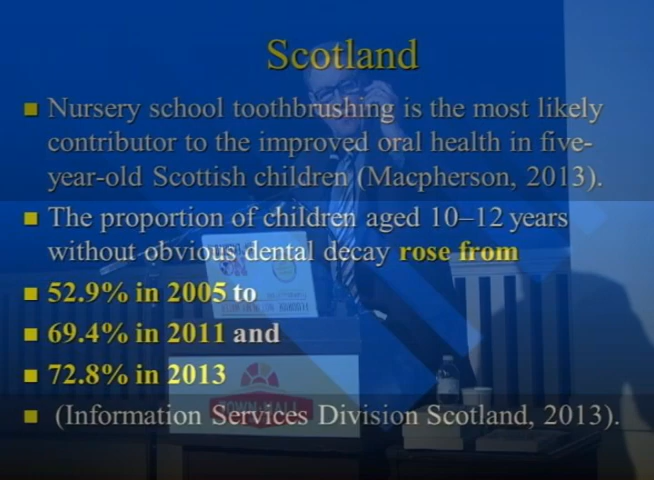 Scotland
Nursery school toothbrushing is the most likely
contributor to the improved oral health in five-
year-old Scottish children (Macpherson, 2013).
The proportion of children aged 10–12 years
without obvious dental decay rose from
52.9% in 2005 to
69.4% in 2011 and
72.8% in 2013
TOWN HALL
(Information Services Division Scotland, 2013).